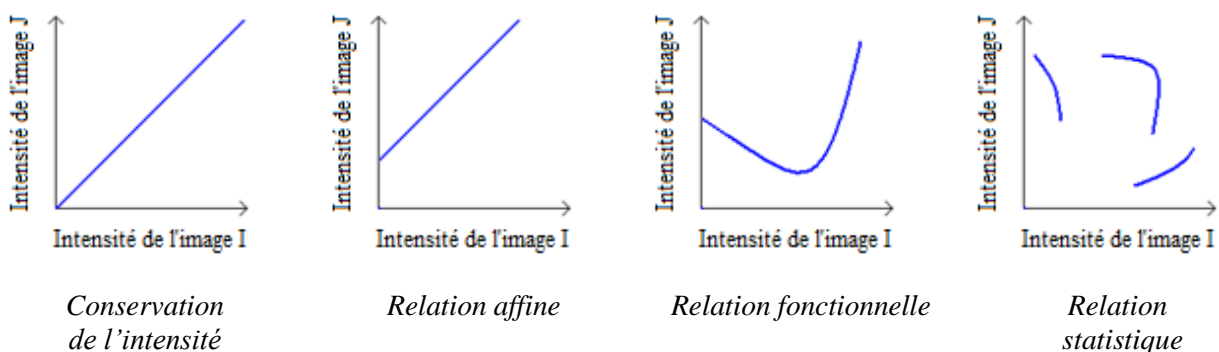 Intensité de l'image J
Intensité de l'image I
Intensité de l'image J
Intensité de l'image I
Intensité de l'image J
Intensité de l'image I
Intensité de l'image J
Intensité de l'image I
Conservation
de l’intensité
Relation affine
Relation fonctionnelle
Relation
statistique